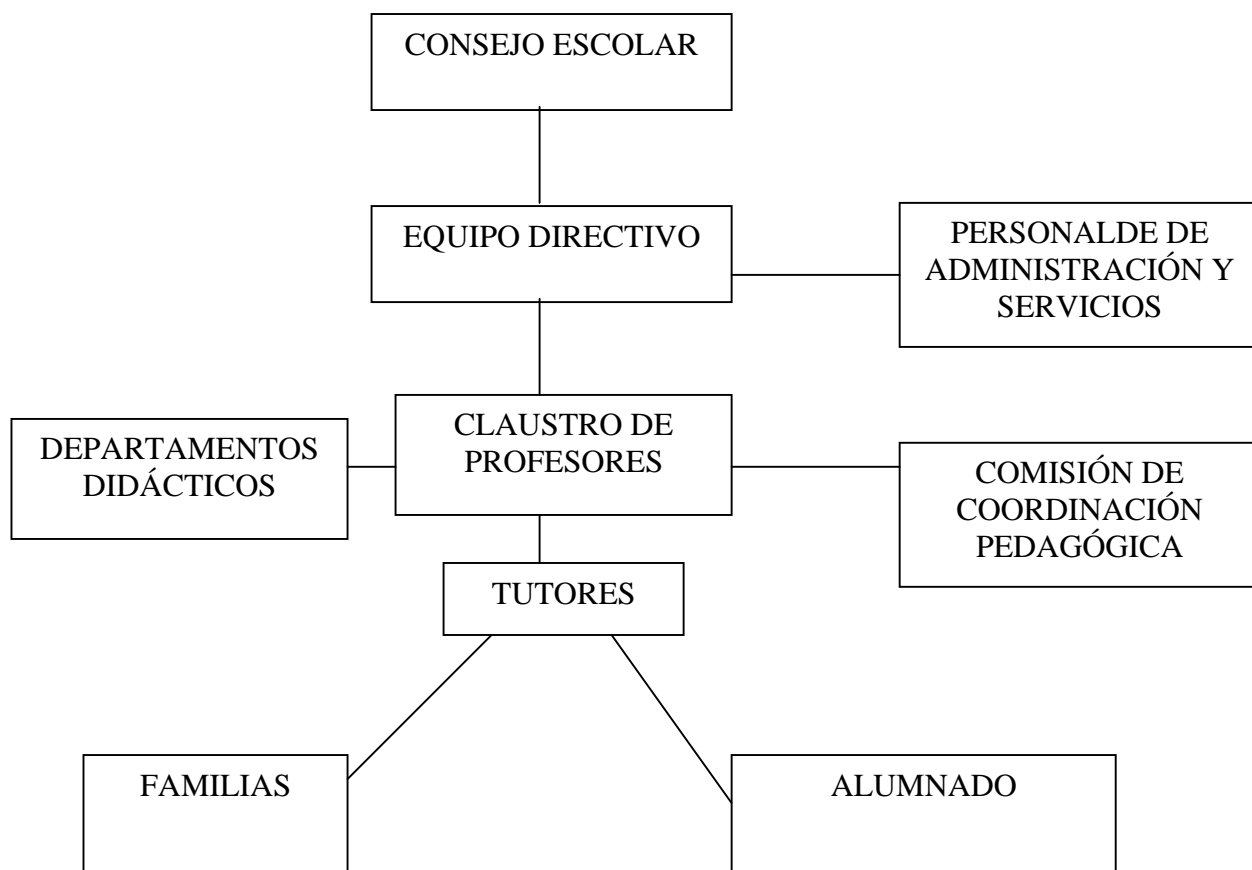 CONSEJO ESCOLAR
EQUIPO DIRECTIVO
PERSONALDE DE
ADMINISTRACIÓN Y
SERVICIOS
CLAUSTRO DE
PROFESORES
DEPARTAMENTOS
DIDÁCTICOS
COMISIÓN DE
COORDINACIÓN
PEDAGÓGICA
TUTORES
FAMILIAS
ALUMNADO